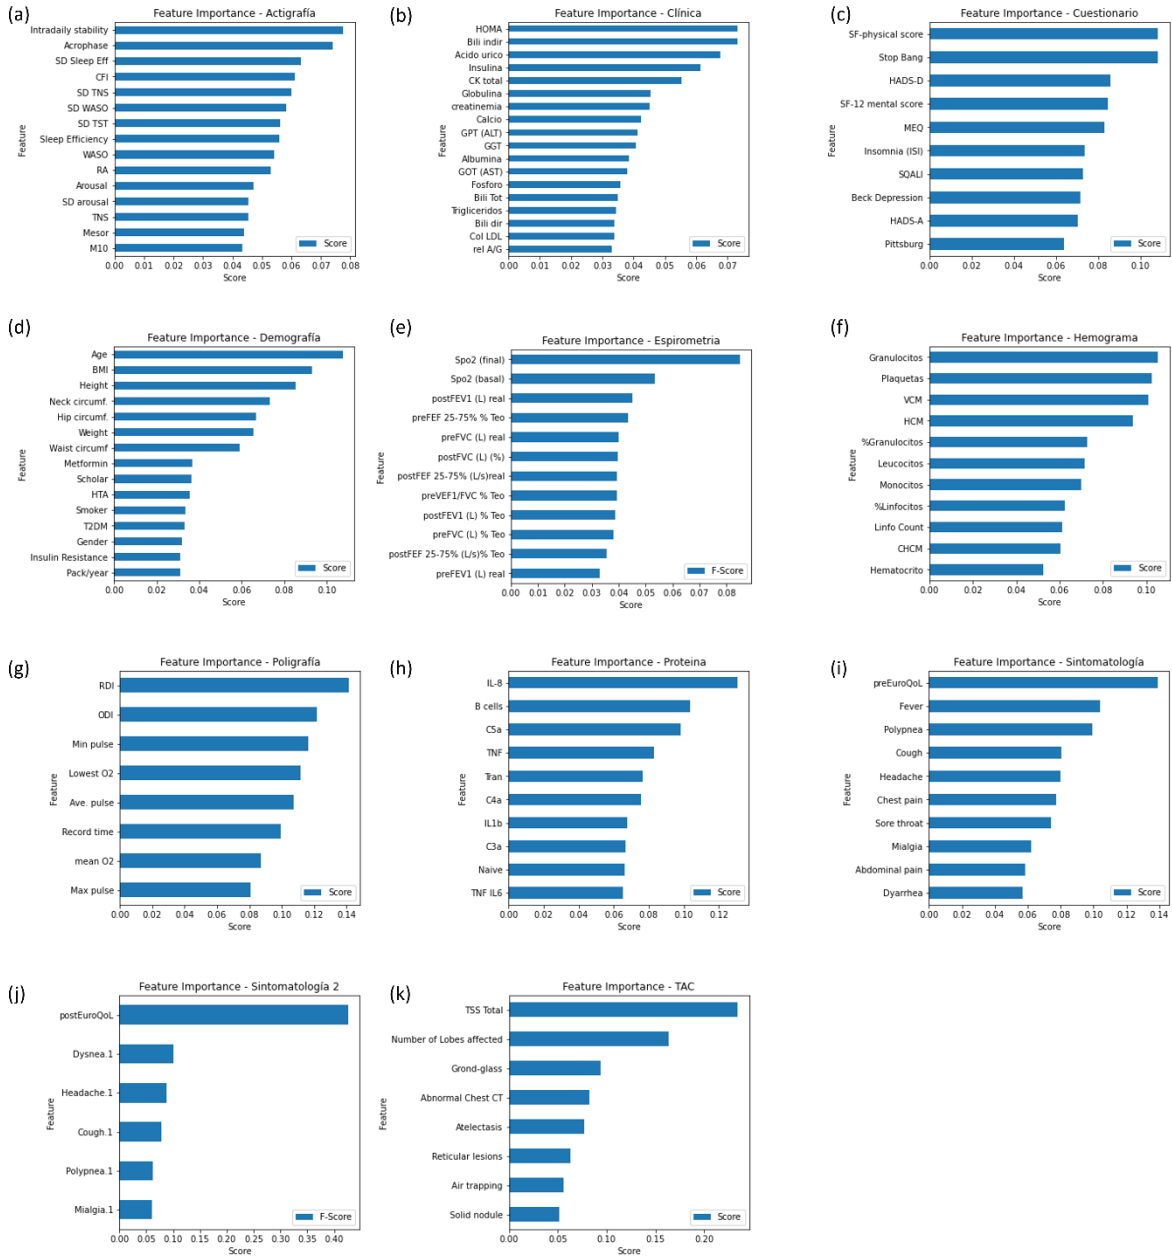 (a)
Feature Importance - Actigrafía
Intradaily stability
Acrophase
SD Sleep Eff
CFI
SD TNS
SD WASO
SD TST
Sleep Efficiency
WASO
RA
Arousal
SD arousal
TNS
Mesor
M10
Feature
Score
0.00 0.01 0.02 0.03 0.04 0.05 0.06 0.07 0.08
Score
(b)
Feature Importance - Clínica
HOMA
Bili indir
Acido urico
Insulina
CK total
Globulina
creatinemia
Calcio
GPT (ALT)
GGT
Albumina
GOT (AST)
Fosforo
Bili Tot
Trigliceridos
Bili dir
Col LDL
rel A/G
Feature
Score
0.00 0.01 0.02 0.03 0.04 0.05 0.06 0.07
Score
(c)
Feature Importance - Cuestionario
SF-physical score
Stop Bang
HADS-D
SF-12 mental score
MEQ
Insomnia (ISI)
SQALI
Beck Depression
HADS-A
Pittsburg
Feature
Score
0.00 0.02 0.04 0.06 0.08 0.10
Score
(d)
Feature Importance - Demografía
Age
BMI
Height
Neck circumf.
Hip circumf.
Weight
Waist circumf
Metformin
Scholar
HTA
Smoker
T2DM
Gender
Insulin Resistance
Pack/year
Feature
Score
0.00 0.02 0.04 0.06 0.08 0.10
Score
(e)
Feature Importance - Espirometria
Spo2 (final)
Spo2 (basal)
postFEV1 (L) real
preFEF 25-75% % Teo
preFVC (L) real
postFVC (L) (%)
postFEF 25-75% (L/s)real
preVEF1/FVC % Teo
postFEV1 (L) % Teo
preFVC (L) % Teo
postFEF 25-75% (L/s)% Teo
preFEV1 (L) real
Feature
F-Score
0.00 0.01 0.02 0.03 0.04 0.05 0.06 0.07 0.08
Score
(f)
Feature Importance - Hemograma
Granulocitos
Plaquetas
VCM
HCM
%Granulocitos
Leucocitos
Monocitos
%Linfocitos
Linfo Count
CHCM
Hematocrito
Feature
Score
0.00 0.02 0.04 0.06 0.08 0.10
Score
(g)
Feature Importance - Poligrafía
RDI
ODI
Min pulse
Lowest O2
Ave. pulse
Record time
mean O2
Max pulse
Feature
Score
0.00 0.02 0.04 0.06 0.08 0.10 0.12 0.14
Score
(h)
Feature Importance - Proteina
IL-8
B cells
C5a
TNF
Tran
C4a
IL1b
C3a
Naive
TNF IL6
Feature
Score
0.00 0.02 0.04 0.06 0.08 0.10 0.12
Score
(i)
Feature Importance - Sintomatología
preEuroQoL
Fever
Polypnea
Cough
Headache
Chest pain
Sore throat
Mialgia
Abdominal pain
Dyarrhea
Feature
Score
0.00 0.02 0.04 0.06 0.08 0.10 0.12 0.14
Score
(j)
Feature Importance - Sintomatología 2
postEuroQoL
Dysnea.1
Headache.1
Cough.1
Polypnea.1
Mialgia.1
Feature
F-Score
0.00 0.05 0.10 0.15 0.20 0.25 0.30 0.35 0.40
Score
(k)
Feature Importance - TAC
TSS Total
Number of Lobes affected
Grond-glass
Abnormal Chest CT
Atelectasis
Reticular lesions
Air trapping
Solid nodule
Feature
Score
0.00 0.05 0.10 0.15 0.20
Score